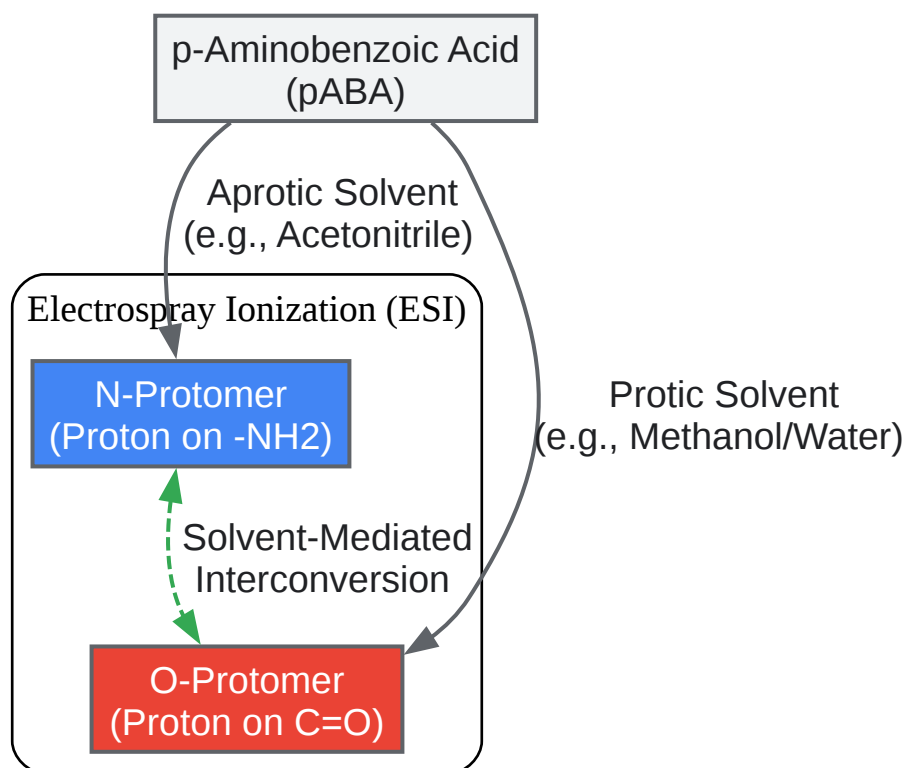 p-Aminobenzoic Acid
(pABA)
Aprotic Solvent
(e.g., Acetonitrile)
Electrospray Ionization (ESI)
N-Protomer
(Proton on -NH2)
Protic Solvent
(e.g., Methanol/Water)
Solvent-Mediated
Interconversion
O-Protomer
(Proton on C=O)